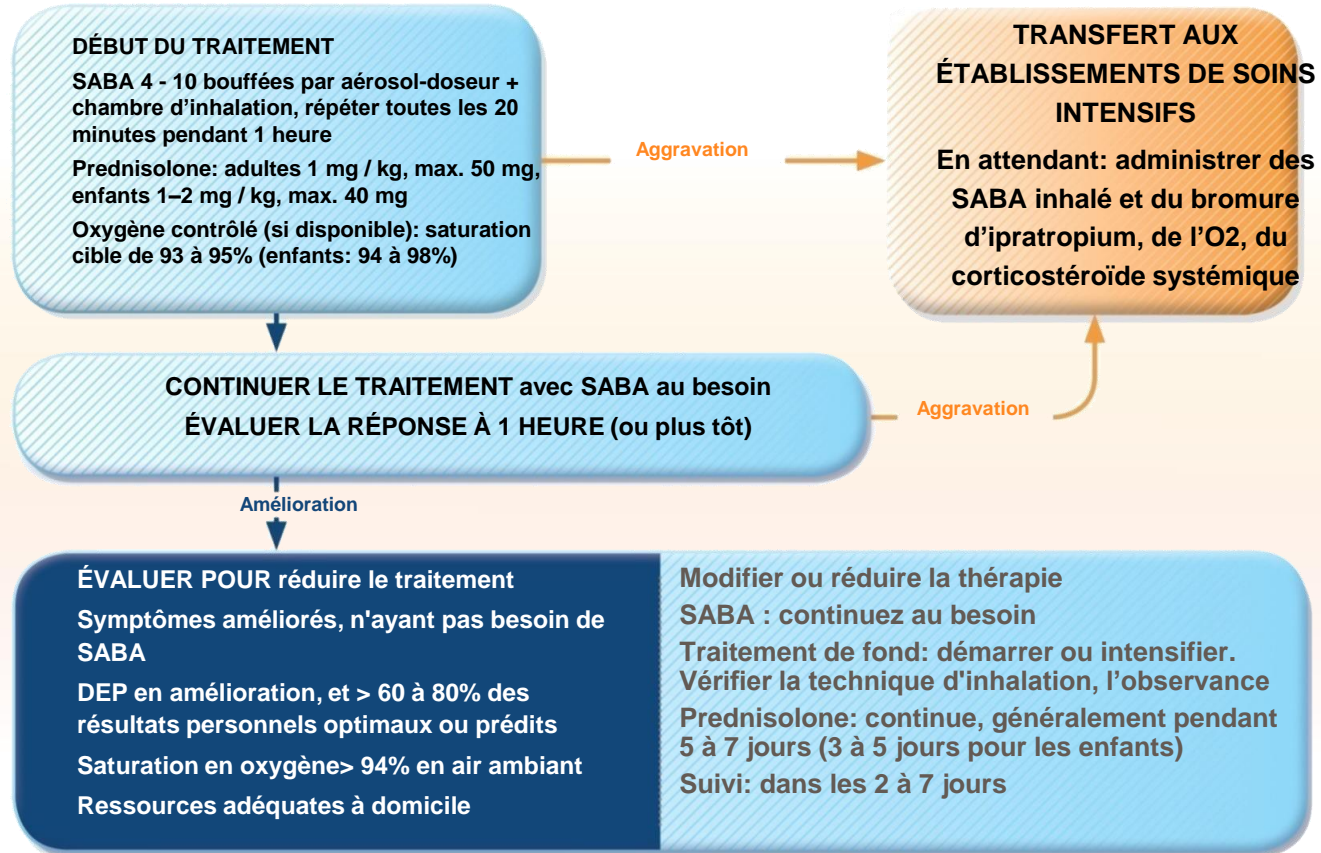 DÉBUT DU TRAITEMENT
SABA 4 - 10 bouffées par aérosol-doseur +
chambre d’inhalation, répéter toutes les 20
minutes pendant 1 heure
Prednisolone: adultes 1 mg / kg, max. 50 mg,
enfants 1–2 mg / kg, max. 40 mg
Oxygène contrôlé (si disponible): saturation
cible de 93 à 95% (enfants: 94 à 98%)
Aggravation
TRANSFERT AUX
ÉTABLISSEMENTS DE SOINS
INTENSIFS
En attendant: administrer des
SABA inhalé et du bromure
d’ipratropium, de l’O2, du
corticostéroïde systémique
CONTINUER LE TRAITEMENT avec SABA au besoin
ÉVALUER LA RÉPONSE À 1 HEURE (ou plus tôt)
Aggravation
Amélioration
ÉVALUER POUR réduire le traitement
Symptômes améliorés, n'ayant pas besoin de
SABA
DEP en amélioration, et > 60 à 80% des
résultats personnels optimaux ou prédits
Saturation en oxygène> 94% en air ambiant
Ressources adéquates à domicile
Modifier ou réduire la thérapie
SABA : continuez au besoin
Traitement de fond: démarrer ou intensifier.
Vérifier la technique d'inhalation, l’observance
Prednisolone: continue, généralement pendant
5 à 7 jours (3 à 5 jours pour les enfants)
Suivi: dans les 2 à 7 jours